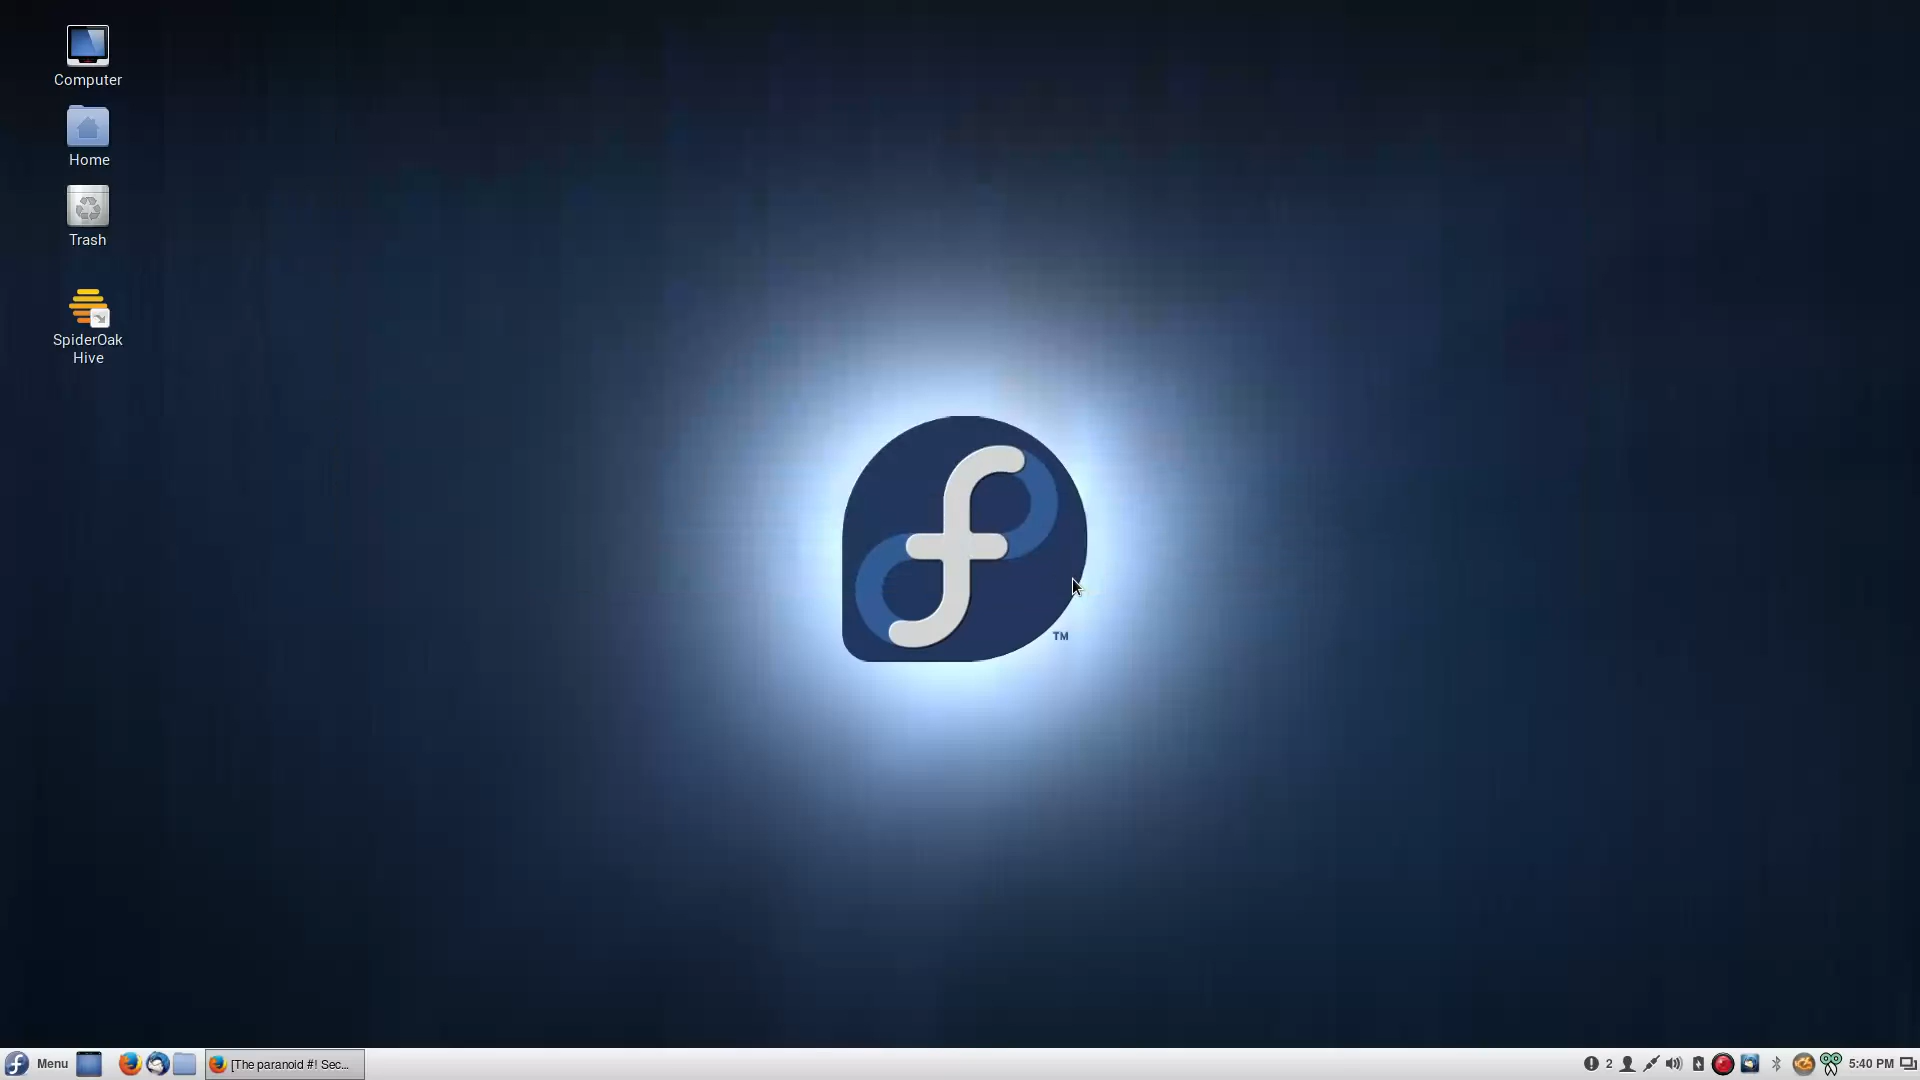 Computer
Home
Trash
SpiderOak
Hive
TM
Menu
[The paranoid #! Sec...
2
5:40 PM